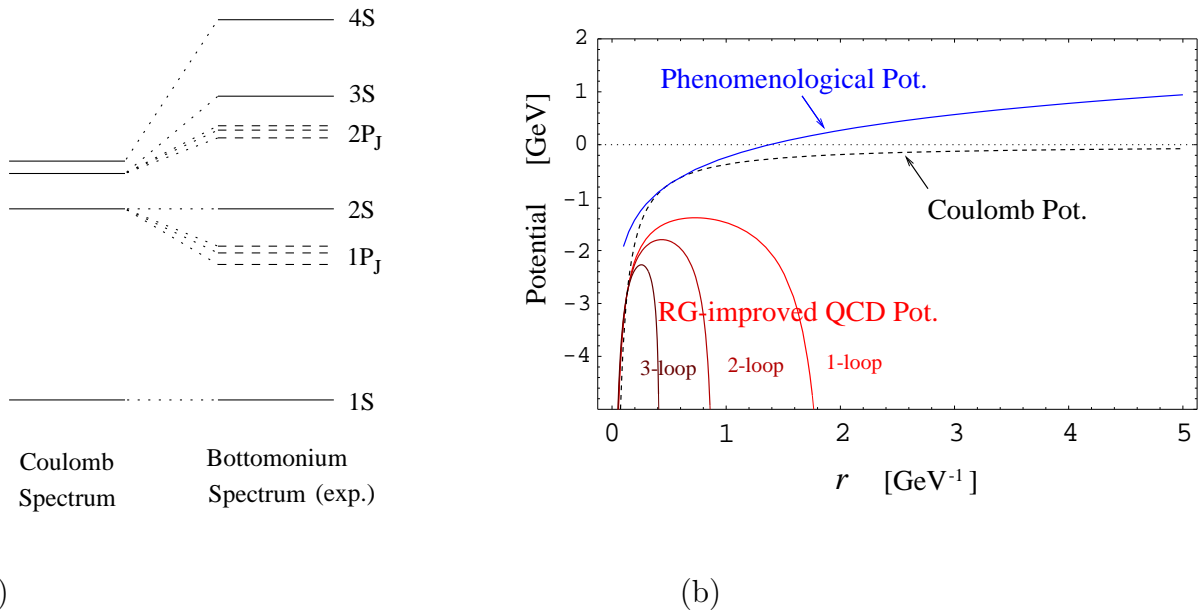 4S
3S
2P_J
2S
1P_J
1S
Coulomb
Spectrum
Bottomonium
Spectrum (exp.)
)
2
1
0
-1
-2
-3
-4
Potential [GeV]
Phenomenological Pot.
Coulomb Pot.
RG-improved QCD Pot.
3-loop 2-loop 1-loop
0 1 2 3 4 5
r [GeV⁻¹]
(b)